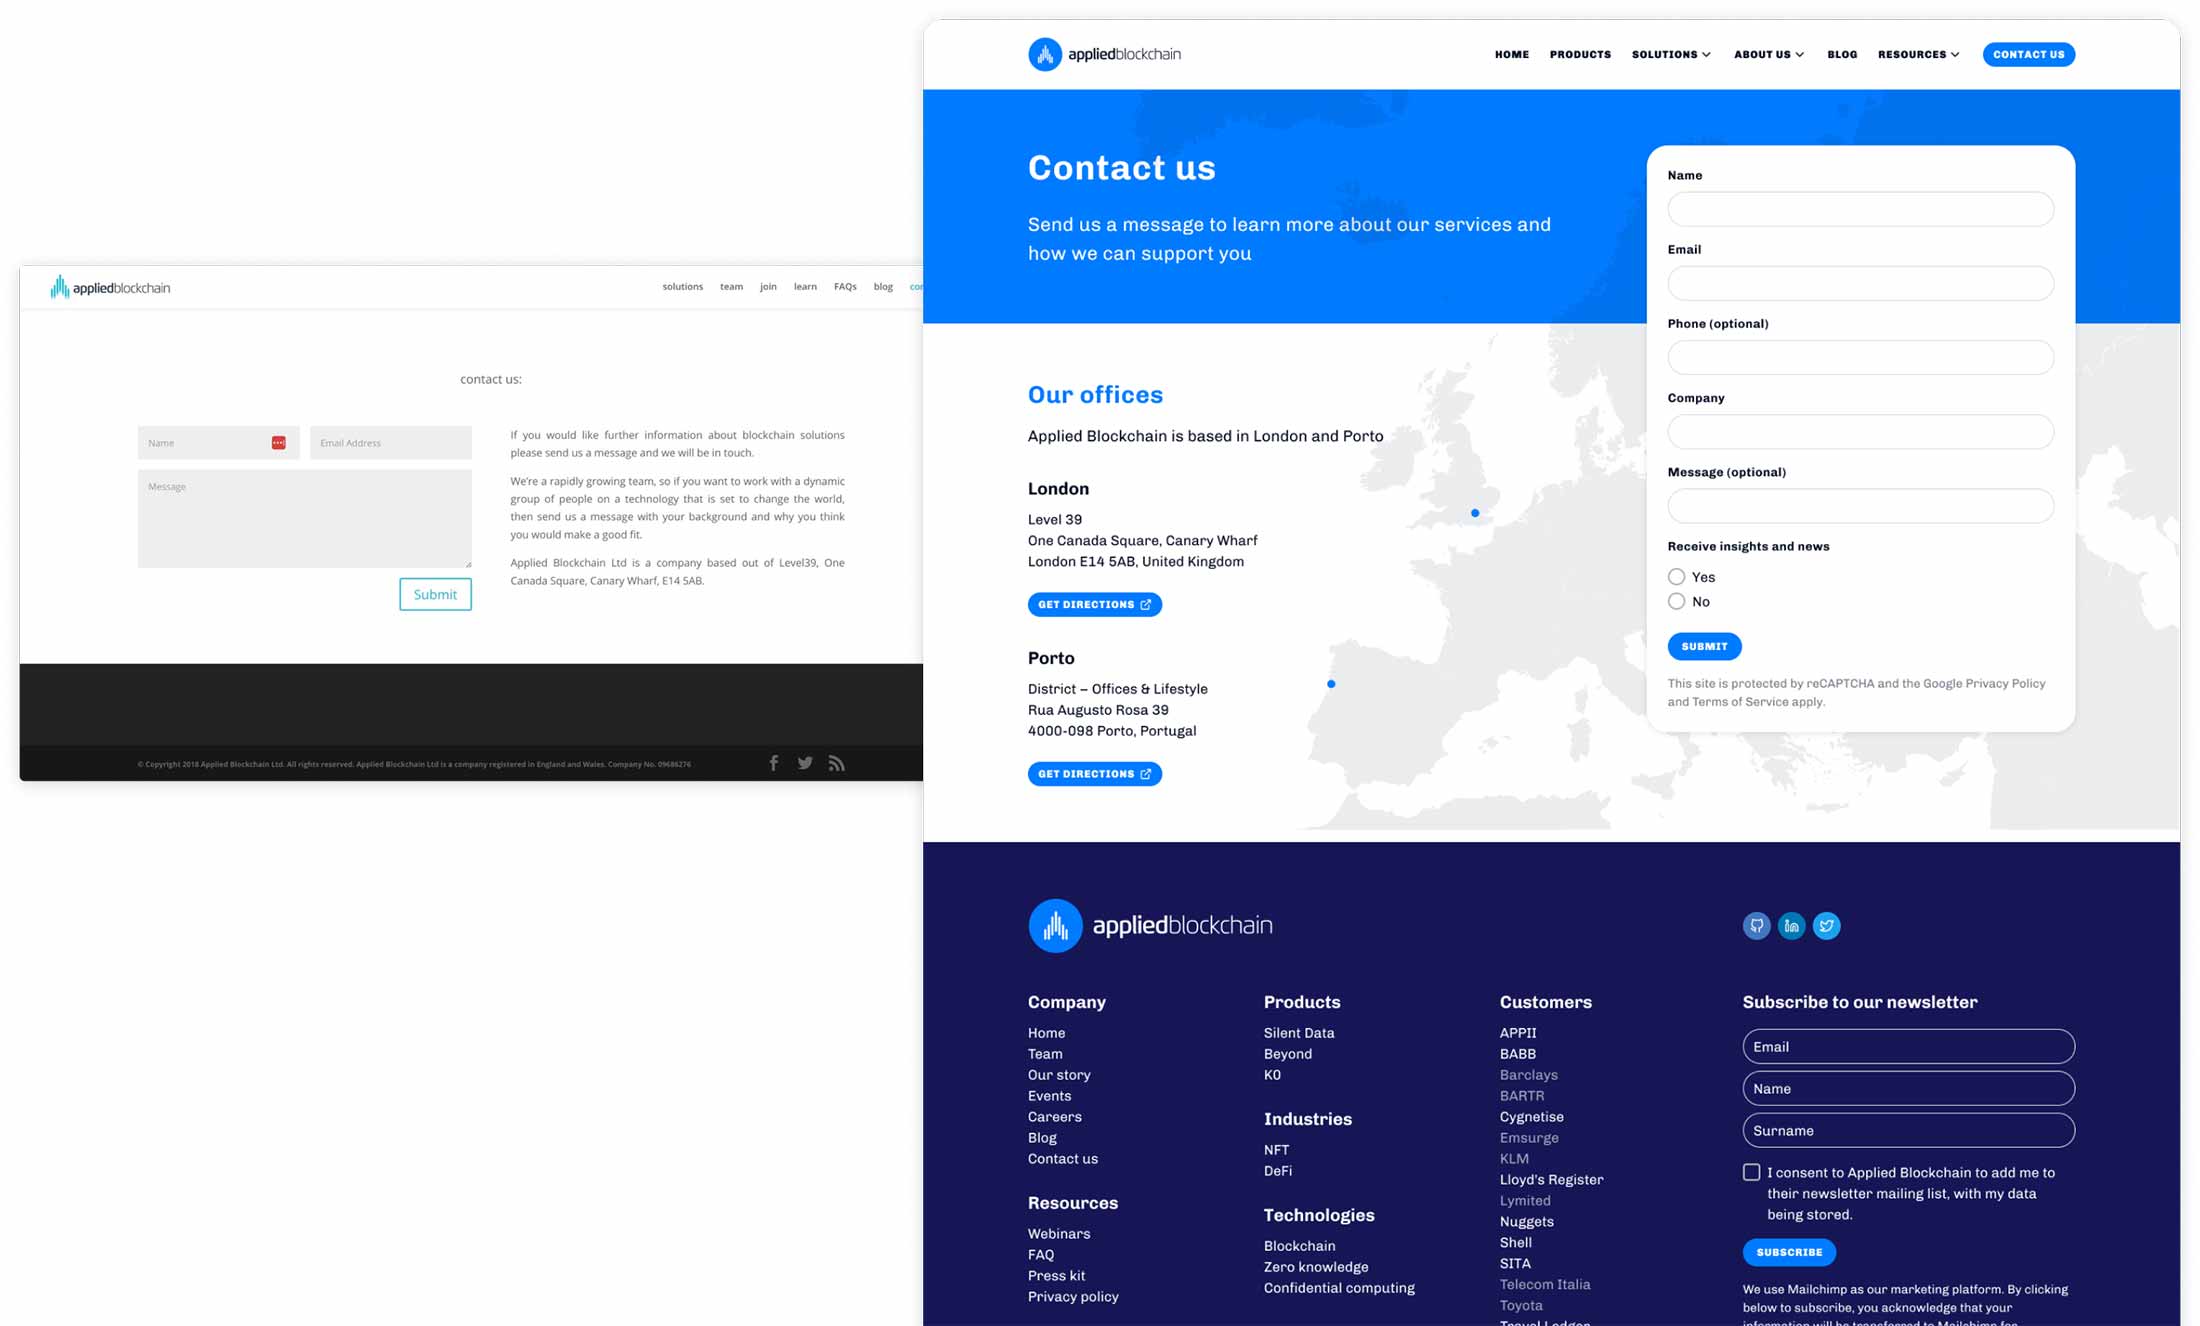 appliedblockchain
solutions team join learn FAQs blog
contact us:
Name
Email Address
Message
Submit
If you would like further information about blockchain solutions
please send us a message and we will be in touch.
We're a rapidly growing team, so if you want to work with a dynamic
group of people on a technology that is set to change the world,
then send us a message with your background and why you think
you would make a good fit.
Applied Blockchain Ltd is a company based out of Level39, One
Canada Square, Canary Wharf, E14 5AB.
© Copyright 2018 Applied Blockchain Ltd. All rights reserved. Applied Blockchain Ltd is a company registered in England and Wales. Company No. 09686276
appliedblockchain
HOME PRODUCTS SOLUTIONS ABOUT US BLOG RESOURCES CONTACT US
Contact us
Send us a message to learn more about our services and
how we can support you
Name
Email
Phone (optional)
Company
Message (optional)
Receive insights and news
Yes
No
SUBMIT
This site is protected by reCAPTCHA and the Google Privacy Policy
and Terms of Service apply.
Our offices
Applied Blockchain is based in London and Porto
London
Level 39
One Canada Square, Canary Wharf
London E14 5AB, United Kingdom
GET DIRECTIONS
Porto
District – Offices & Lifestyle
Rua Augusto Rosa 39
4000-098 Porto, Portugal
GET DIRECTIONS
appliedblockchain
Company
Home
Team
Our story
Events
Careers
Blog
Contact us
Resources
Webinars
FAQ
Press kit
Privacy policy
Products
Silent Data
Beyond
K0
Industries
NFT
DeFi
Technologies
Blockchain
Zero knowledge
Confidential computing
Customers
APPII
BABB
Barclays
BARTR
Cygnetise
Emsurge
KLM
Lloyd's Register
Lymited
Nuggets
Shell
SITA
Telecom Italia
Toyota
Travel Ledger
Subscribe to our newsletter
Email
Name
Surname
I consent to Applied Blockchain to add me to
their newsletter mailing list, with my data
being stored.
SUBSCRIBE
We use Mailchimp as our marketing platform. By clicking
below to subscribe, you acknowledge that your
information will be transferred to Mailchimp for